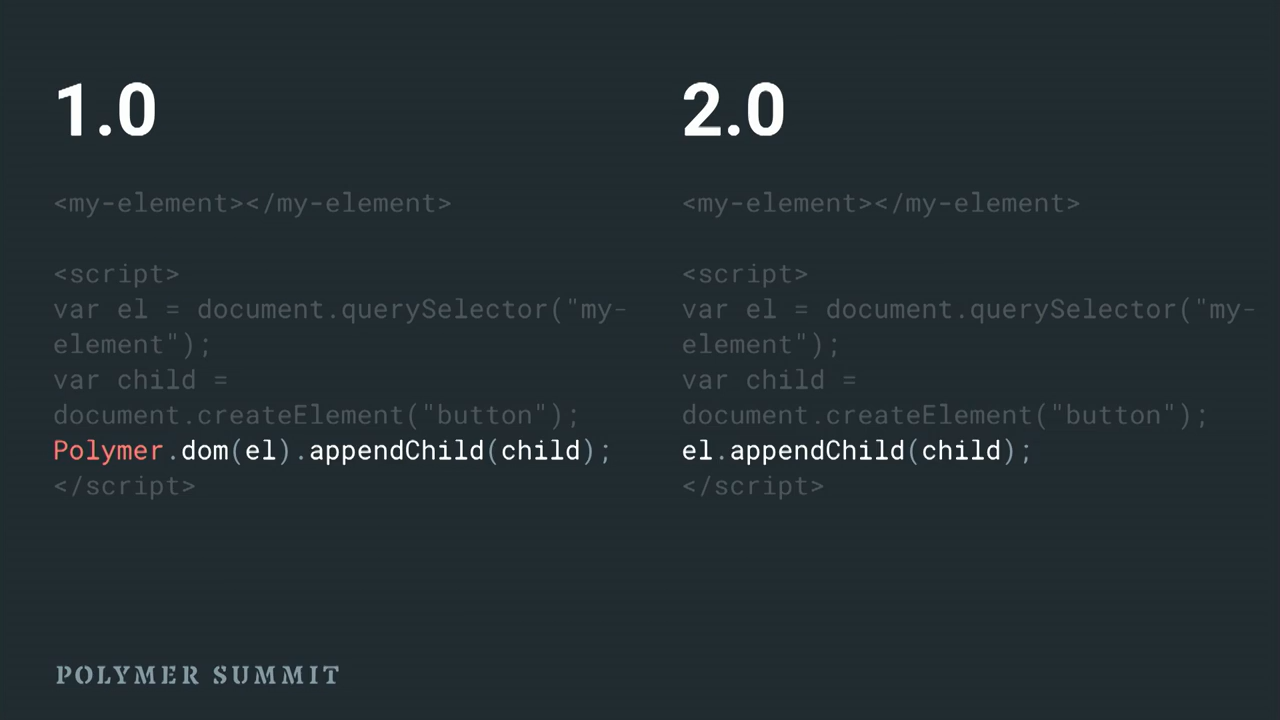 1.0
<my-element></my-element>
<script>
var el = document.querySelector("my-
element");
var child =
document.createElement("button");
Polymer.dom(el).appendChild(child);
</script>
2.0
<my-element></my-element>
<script>
var el = document.querySelector("my-
element");
var child =
document.createElement("button");
el.appendChild(child);
</script>
POLYMER SUMMIT